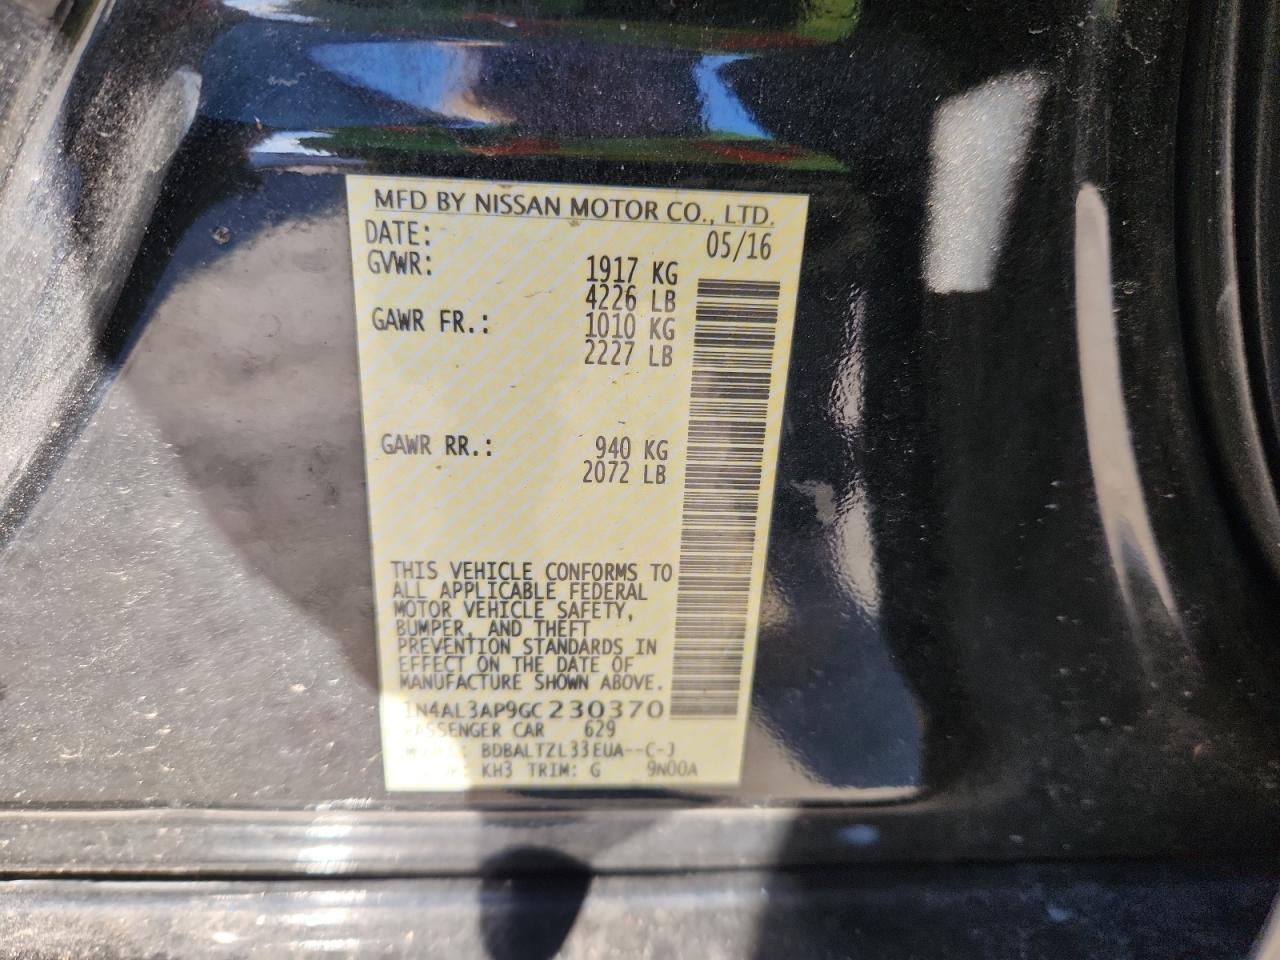 MFD BY NISSAN MOTOR CO., LTD.
DATE: 05/16
GVWR: 1917 KG
4226 LB
GAWR FR.: 1010 KG
2227 LB
GAWR RR.: 940 KG
2072 LB
THIS VEHICLE CONFORMS TO
ALL APPLICABLE FEDERAL
MOTOR VEHICLE SAFETY,
BUMPER, AND THEFT
PREVENTION STANDARDS IN
EFFECT ON THE DATE OF
MANUFACTURE SHOWN ABOVE.
1N4AL3AP9GC230370
PASSENGER CAR 629
BDBALTZL33EUA--C-J
KH3 TRIM: G 9N00A